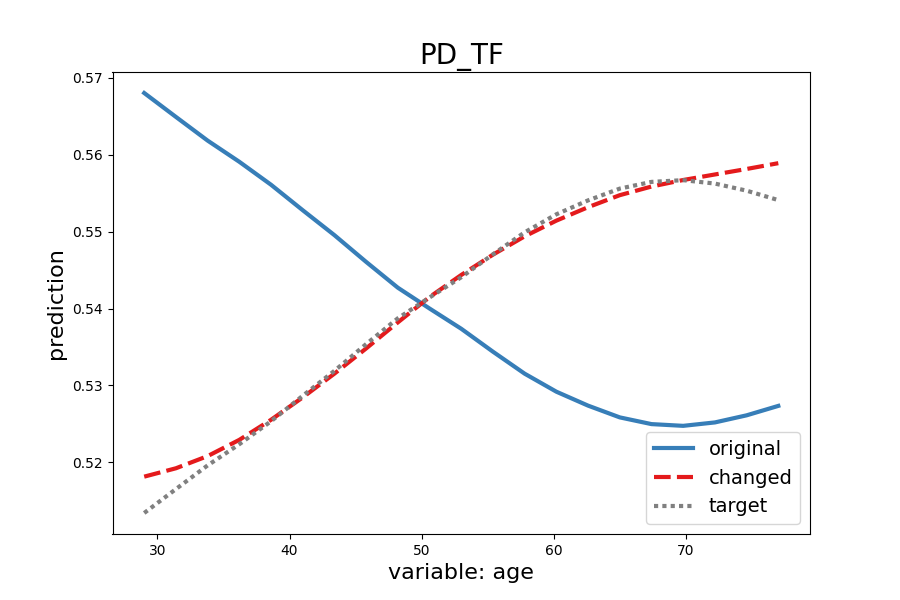 PD_TF
0.57
0.56
0.55
0.54
0.53
0.52
prediction
30 40 50 60 70
variable: age
original
changed
target